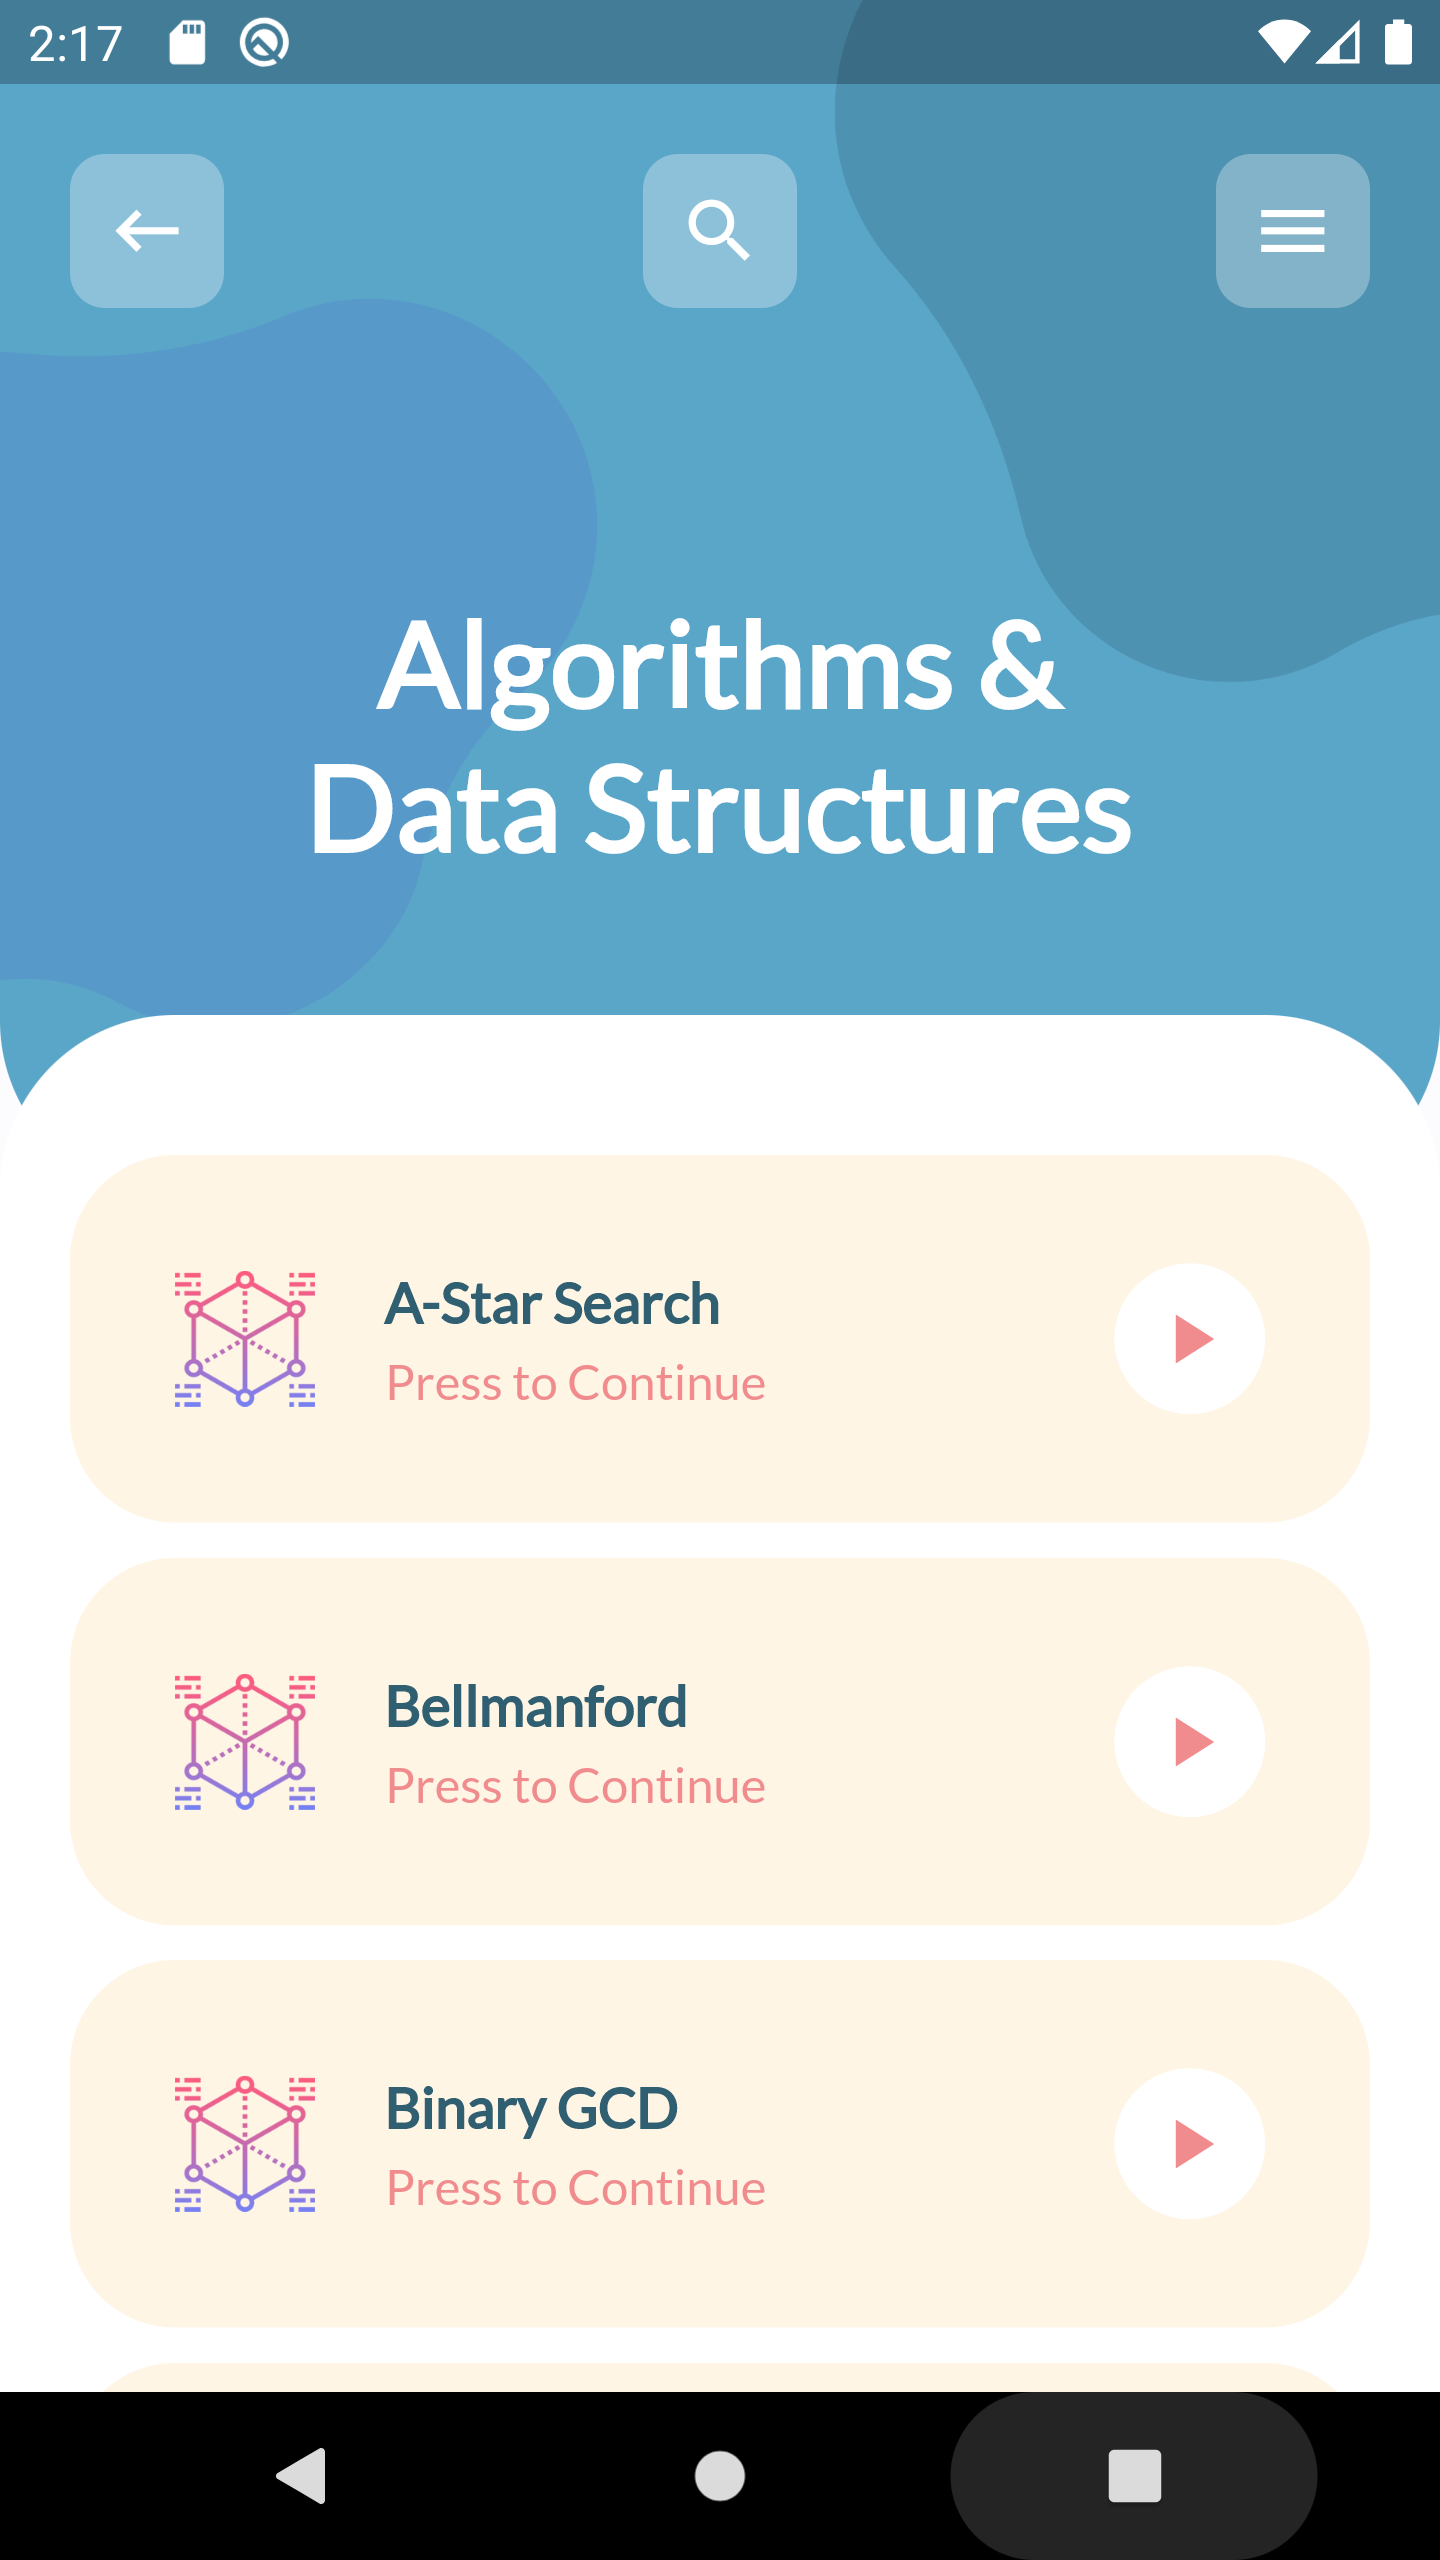 2:17
Algorithms &
Data Structures
A-Star Search
Press to Continue
Bellmanford
Press to Continue
Binary GCD
Press to Continue